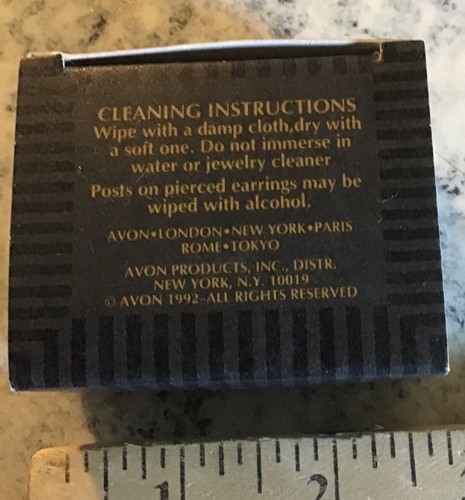 CLEANING INSTRUCTIONS
Wipe with a damp cloth,dry with
a soft one. Do not immerse in
water or jewelry cleaner
Posts on pierced earrings may be
wiped with alcohol.
AVON•LONDON•NEW YORK•PARIS
ROME•TOKYO
AVON PRODUCTS, INC., DISTR.
NEW YORK, N.Y. 10019
© AVON 1992–ALL RIGHTS RESERVED
1 2